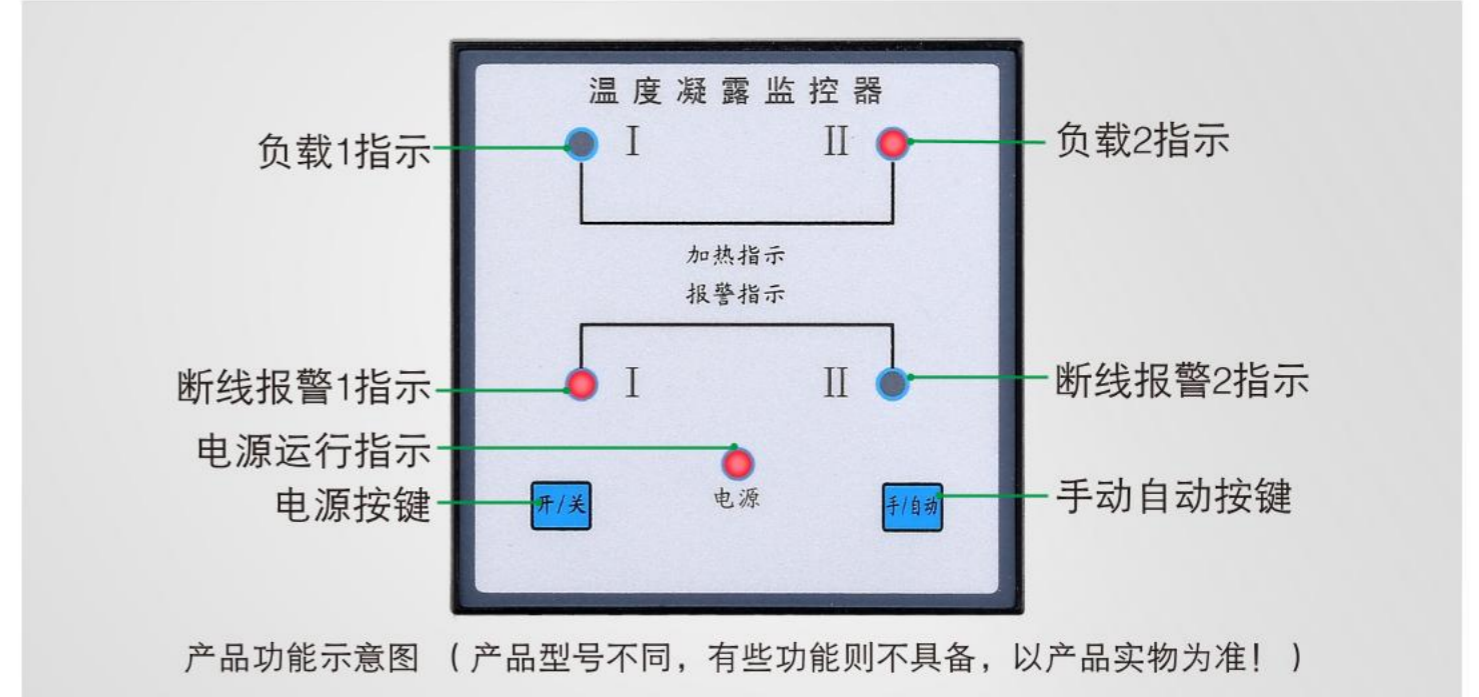 温度凝露监控器
负载1指示 I II 负载2指示
加热指示
报警指示
断线报警1指示 I II 断线报警2指示
电源运行指示
电源按键 开/关 电源 手/自动 手动自动按键
产品功能示意图 （产品型号不同，有些功能则不具备，以产品实物为准！）